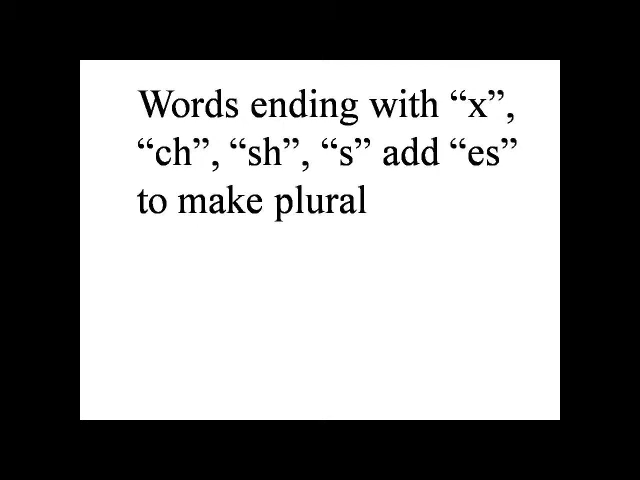 Words ending with “x”,
“ch”, “sh”, “s” add “es”
to make plural